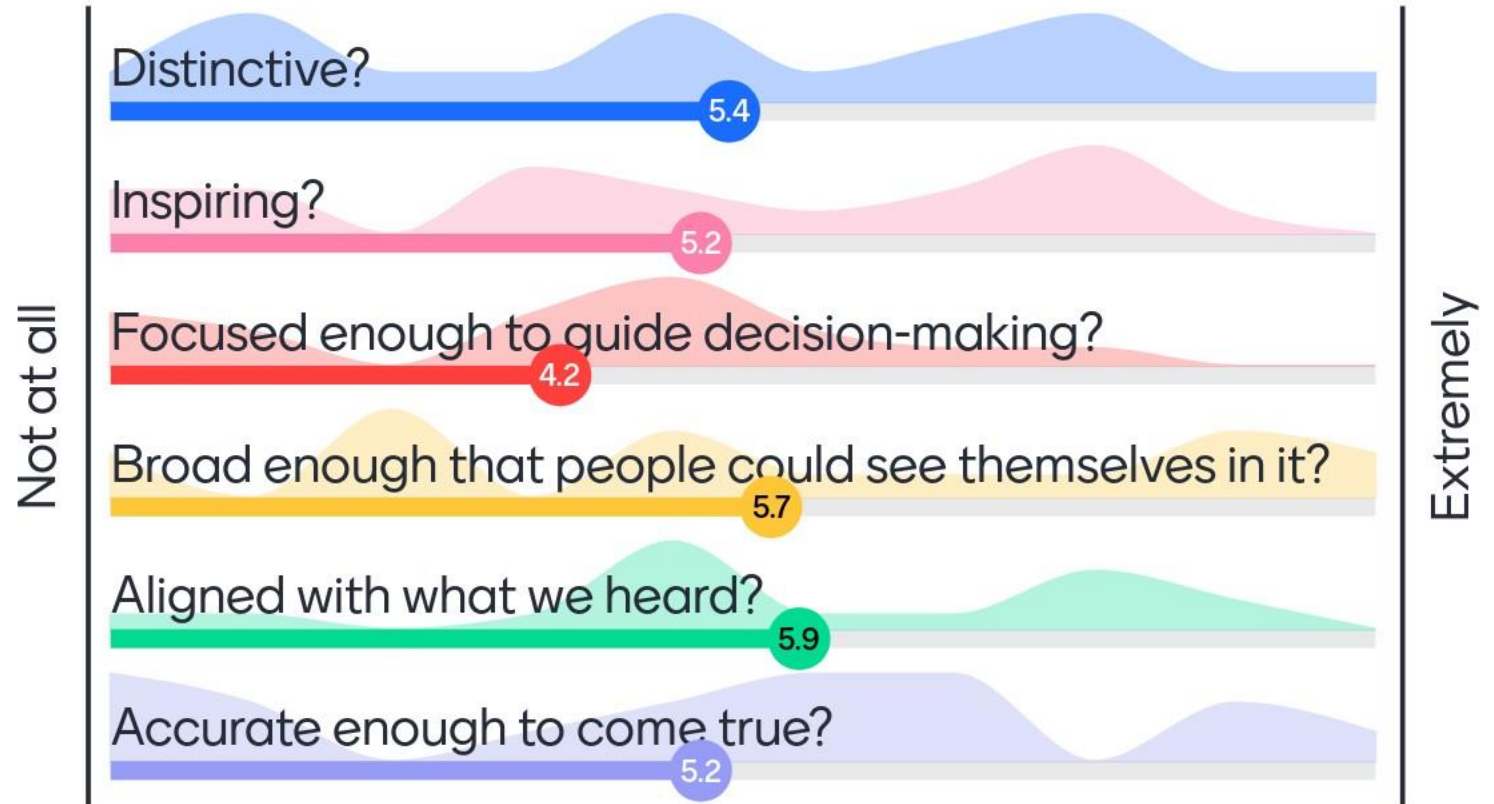 Not at all
Distinctive?
5.4
Inspiring?
5.2
Focused enough to guide decision-making?
4.2
Broad enough that people could see themselves in it?
5.7
Aligned with what we heard?
5.9
Accurate enough to come true?
5.2
Extremely